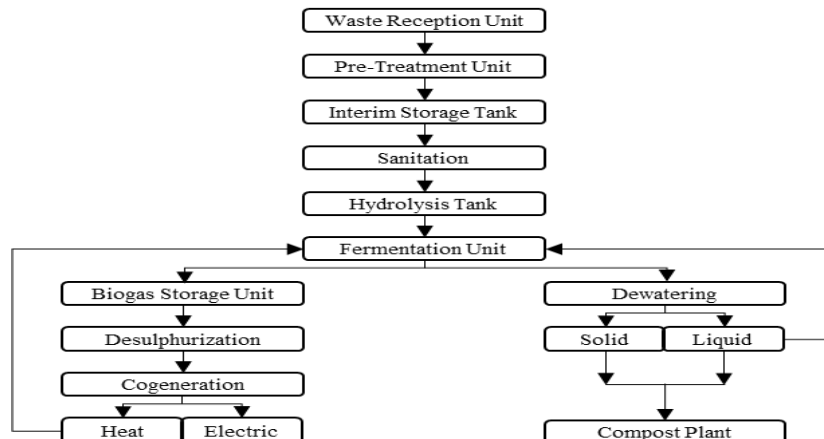 Waste Reception Unit
Pre-Treatment Unit
Interim Storage Tank
Sanitation
Hydrolysis Tank
Fermentation Unit
Biogas Storage Unit
Dewatering
Desulphurization
Solid
Liquid
Cogeneration
Heat
Electric
Compost Plant